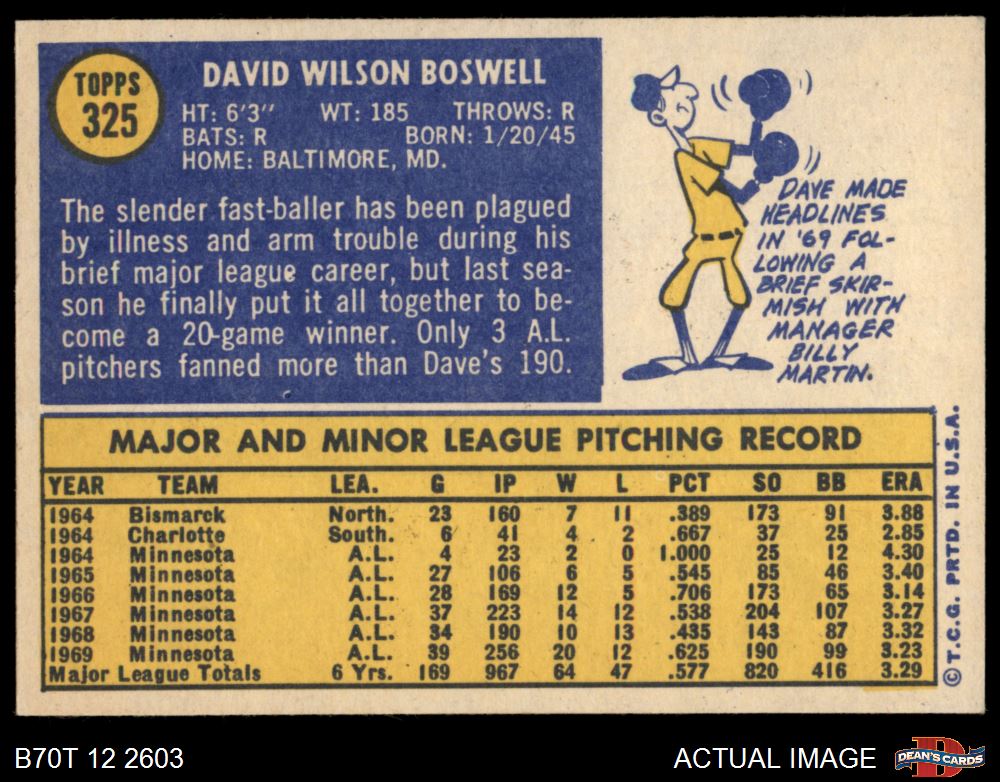 TOPPS
325
DAVID WILSON BOSWELL
HT: 6'3" WT: 185 THROWS: R
BATS: R BORN: 1/20/45
HOME: BALTIMORE, MD.
The slender fast-baller has been plagued
by illness and arm trouble during his
brief major league career, but last sea-
son he finally put it all together to be-
come a 20-game winner. Only 3 A.L.
pitchers fanned more than Dave's 190.
DAVE MADE
HEADLINES
IN '69 FOL-
LOWING A
BRIEF SKIR-
MISH WITH
MANAGER
BILLY
MARTIN.
MAJOR AND MINOR LEAGUE PITCHING RECORD
YEAR TEAM LEA. G IP W L PCT SO BB ERA
1964 Bismarck North. 23 160 7 11 .389 173 91 3.88
1964 Charlotte South. 6 41 4 2 .667 37 25 2.85
1964 Minnesota A.L. 4 23 2 0 1.000 25 12 4.30
1965 Minnesota A.L. 27 106 6 5 .545 85 46 3.40
1966 Minnesota A.L. 28 169 12 5 .706 173 65 3.14
1967 Minnesota A.L. 37 223 14 12 .538 204 107 3.27
1968 Minnesota A.L. 34 190 10 13 .435 143 87 3.32
1969 Minnesota A.L. 39 256 20 12 .625 190 99 3.23
Major League Totals 6 Yrs. 169 967 64 47 .577 820 416 3.29
© T.C.G. PRTD. IN U.S.A.
B70T 12 2603
ACTUAL IMAGE
D
DEAN'S CARDS